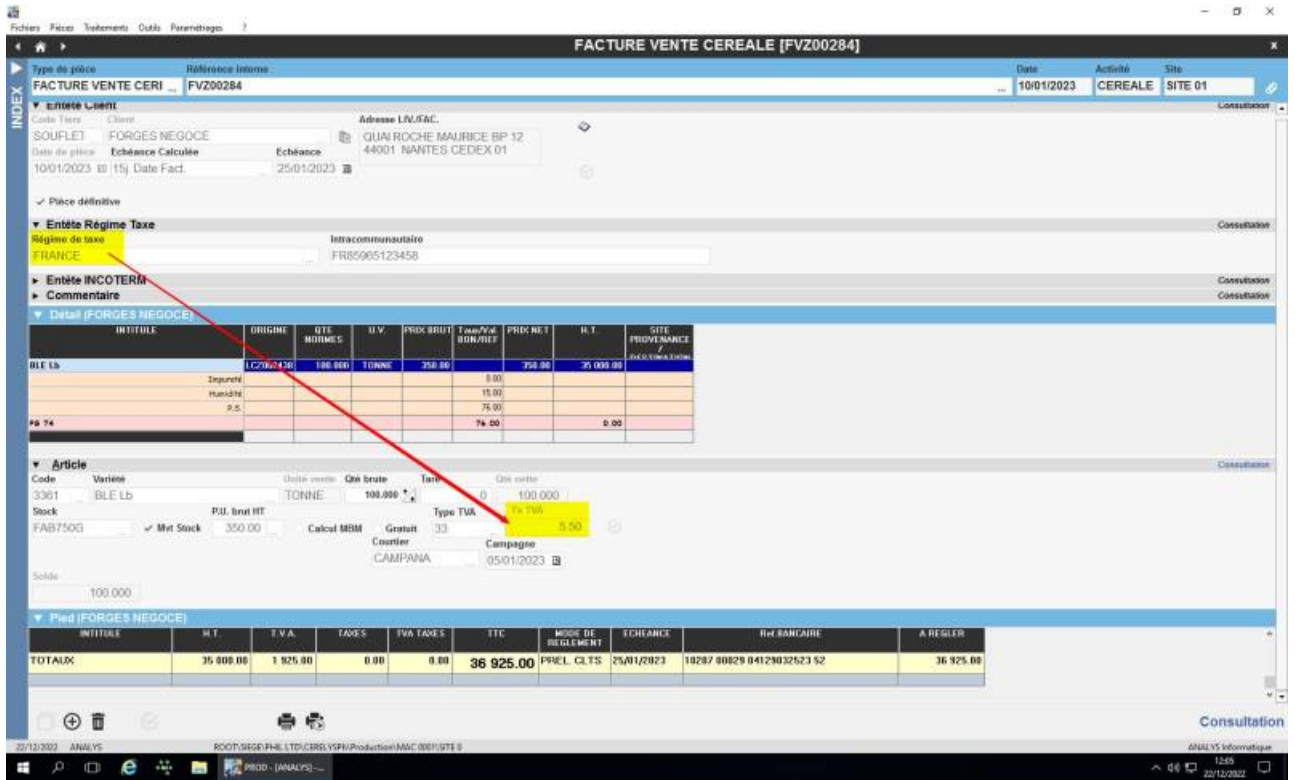 Fichiers Pièces Traitements Outils Paramétrages ?
FACTURE VENTE CEREALE [FVZ00284] x
INDEX
Type de pièce Référence interne Date Activité Site
FACTURE VENTE CERI ... FVZ00284 ... 10/01/2023 CEREALE SITE 01
Entête Client Consultation
Code Tiers Client Adresse LIV./FAC.
SOUFLET FORGES NEGOCE QUAI ROCHE MAURICE BP 12
Date de pièce Echéance Calculée Echéance 44001 NANTES CEDEX 01
10/01/2023 15j. Date Fact. 25/01/2023
Pièce définitive
Entête Régime Taxe Consultation
Régime de taxe Intracommunautaire
FRANCE FR85965123458
Entête INCOTERM Consultation
Commentaire Consultation
Détail (FORGES NEGOCE)
INTITULE ORIGINE QTE NORMES U.V. PRIX BRUT Taux/Val. BON/REF PRIX NET H.T. SITE PROVENANCE / DESTINATION
BLE Lb 100.000 TONNE 350.00 350.00 35 000.00
Impureté 0.00
Humidité 15.00
P.S. 76.00
PS 74 76.00 0.00
Article Consultation
Code Variété Unité vente Qté brute Tare Qté nette
3361 BLE Lb TONNE 100.000 0 100.000
Stock P.U. brut HT Type TVA Tx TVA
FAB750G Mvt Stock 350.00 Calcul MBM Gratuit 33 5.50
Courtier Campagne
CAMPANA 05/01/2023
Solde
100.000
Pied (FORGES NEGOCE)
INTITULE H.T. T.V.A. TAXES TVA TAXES TTC MODE DE REGLEMENT ECHEANCE Ref.BANCAIRE A REGLER
TOTAUX 35 000.00 1 925.00 0.00 0.00 36 925.00 PREL. CLTS 25/01/2023 10207 00029 04129032523 52 36 925.00
Consultation
22/12/2022 ANALYS ANALYS Informatique
PROD - [ANALYS] -...
12:05
22/12/2022